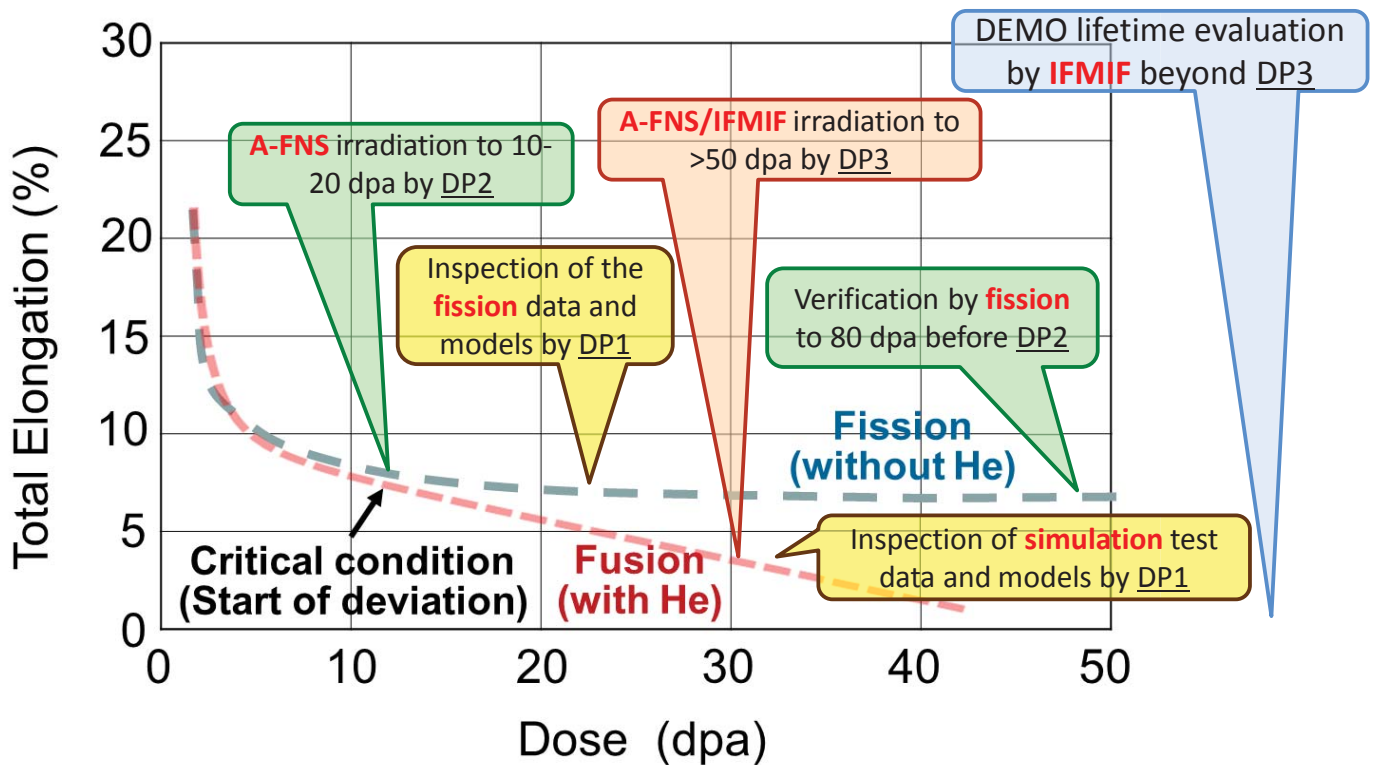 Total Elongation (%)
30
25
20
15
10
5
0
0
10
20
30
40
50
Dose (dpa)
A-FNS irradiation to 10-
20 dpa by DP2
Inspection of the
fission data and
models by DP1
A-FNS/IFMIF irradiation to
>50 dpa by DP3
DEMO lifetime evaluation
by IFMIF beyond DP3
Verification by fission
to 80 dpa before DP2
Fission
(without He)
Inspection of simulation test
data and models by DP1
Critical condition
(Start of deviation)
Fusion
(with He)